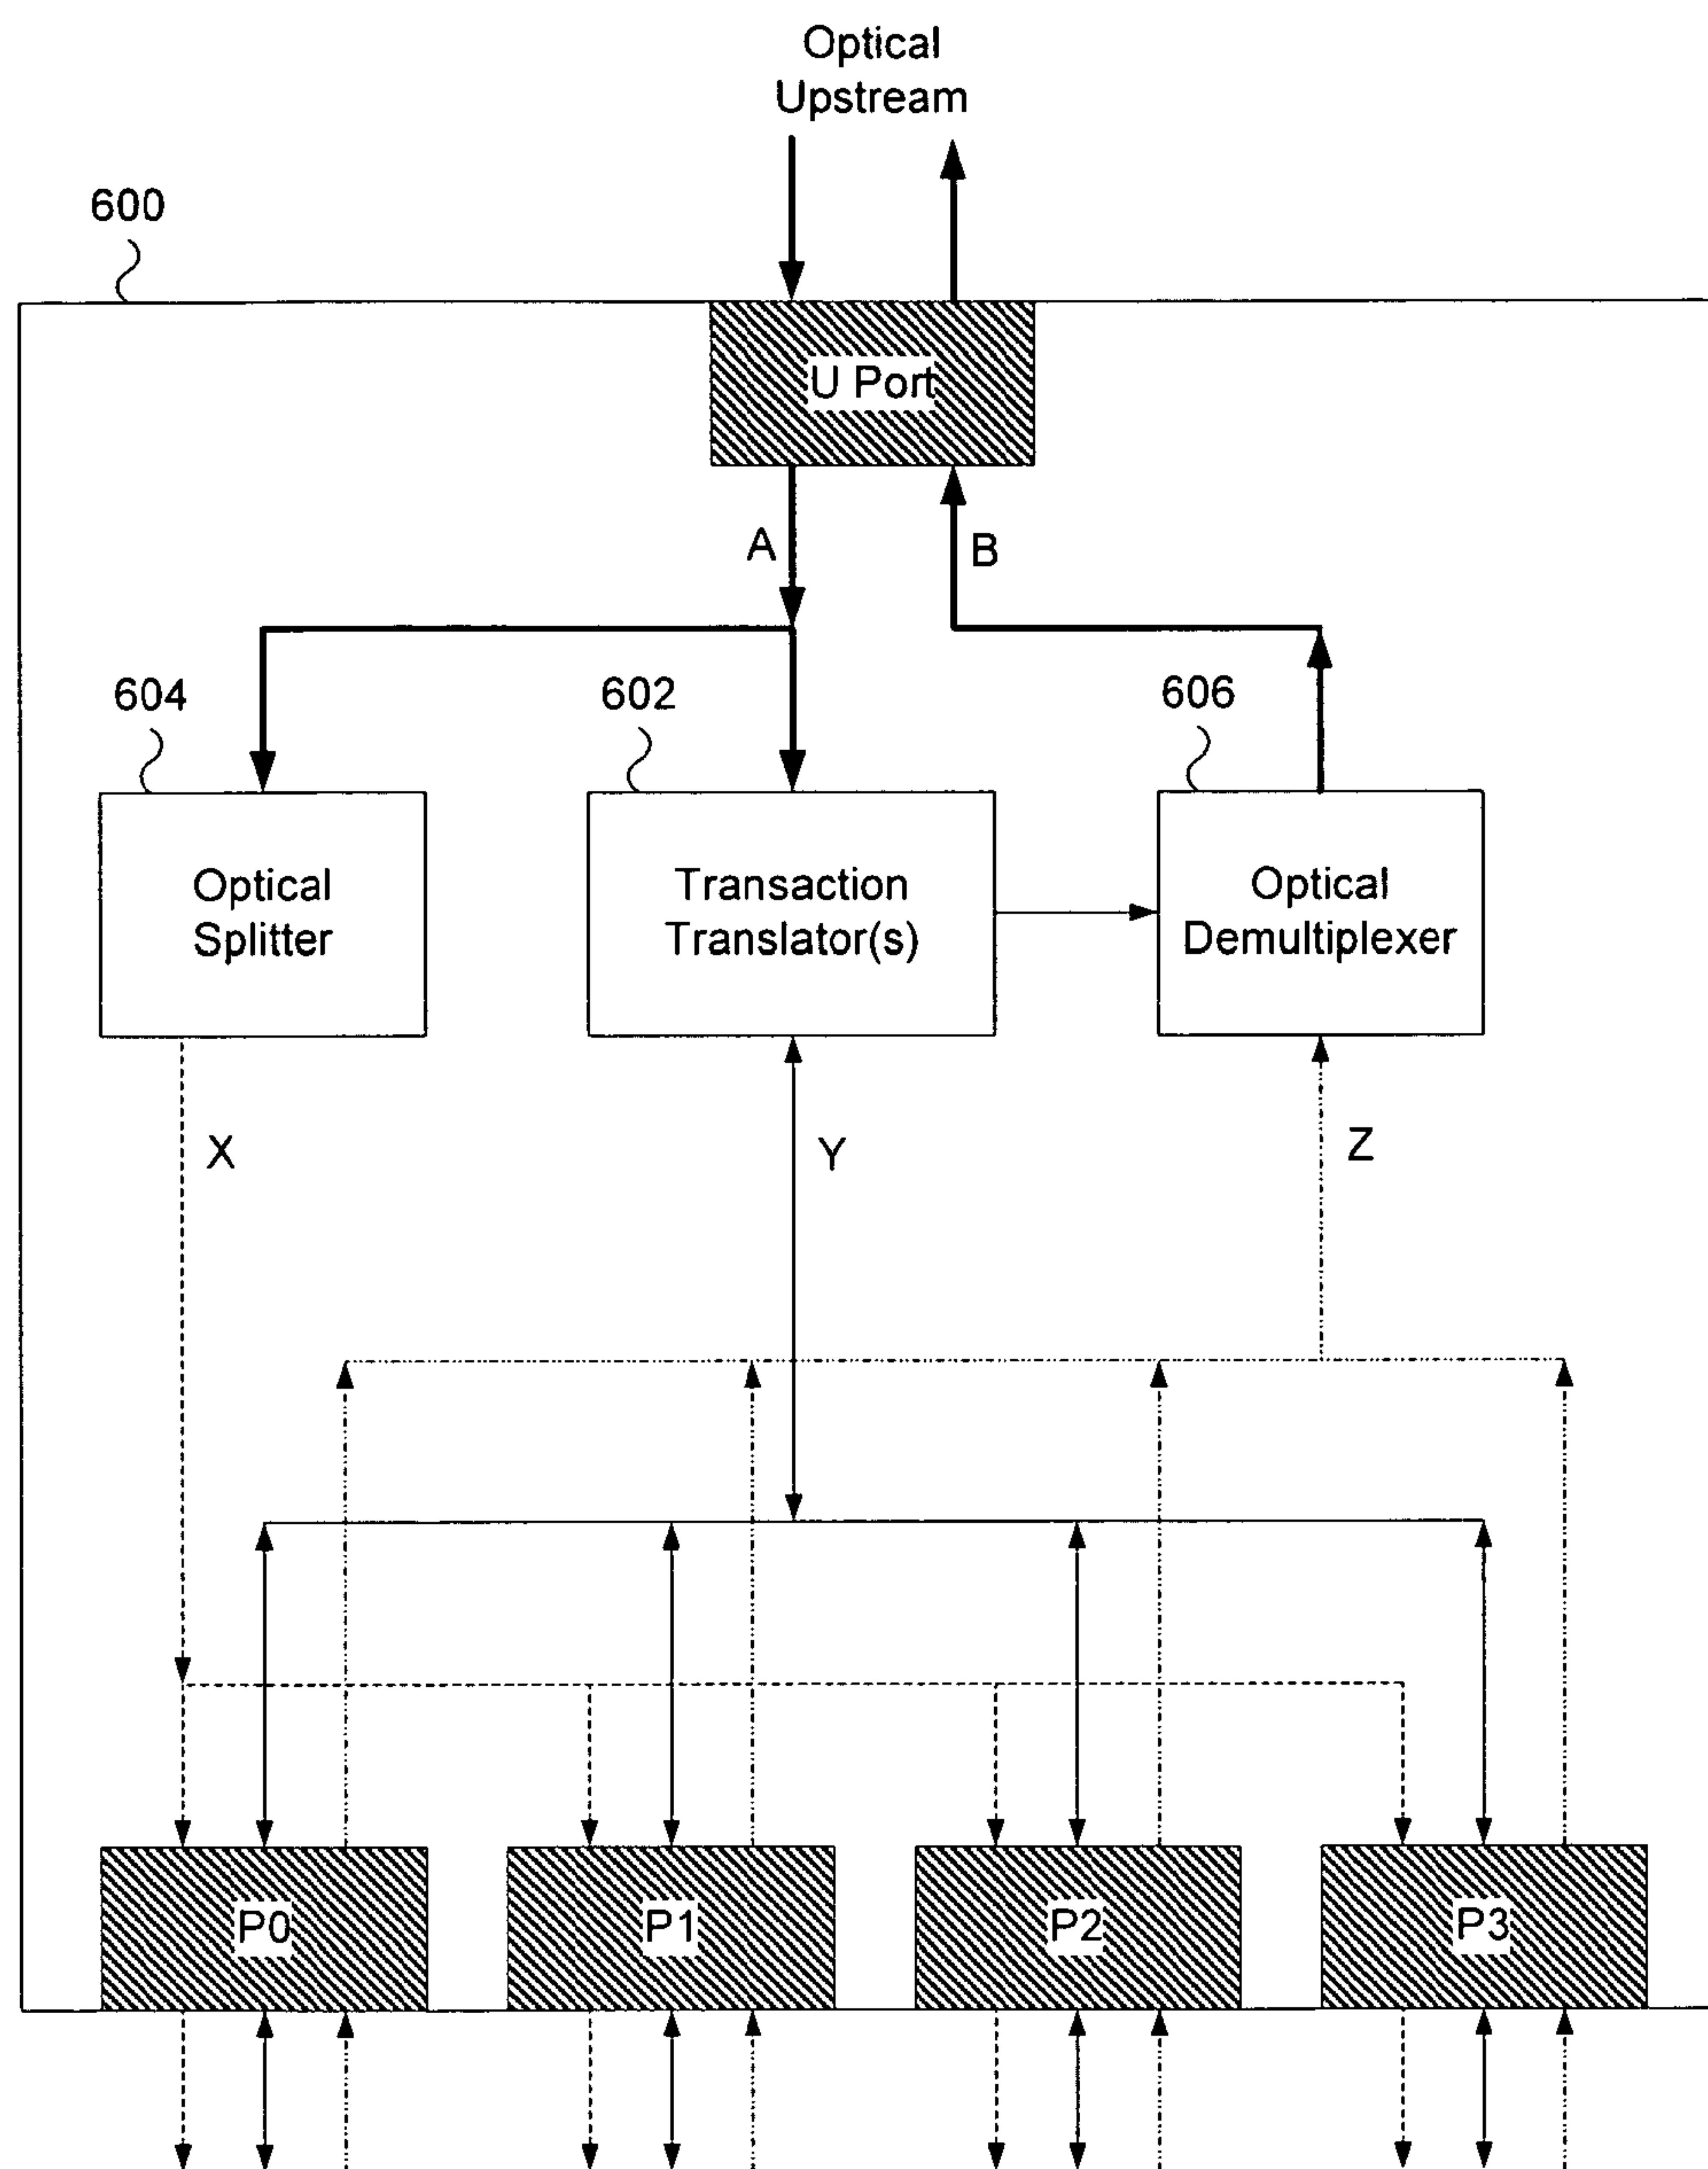 Optical
Upstream
600
U Port
A
B
604
602
606
Optical
Splitter
Transaction
Translator(s)
Optical
Demultiplexer
X
Y
Z
P0
P1
P2
P3